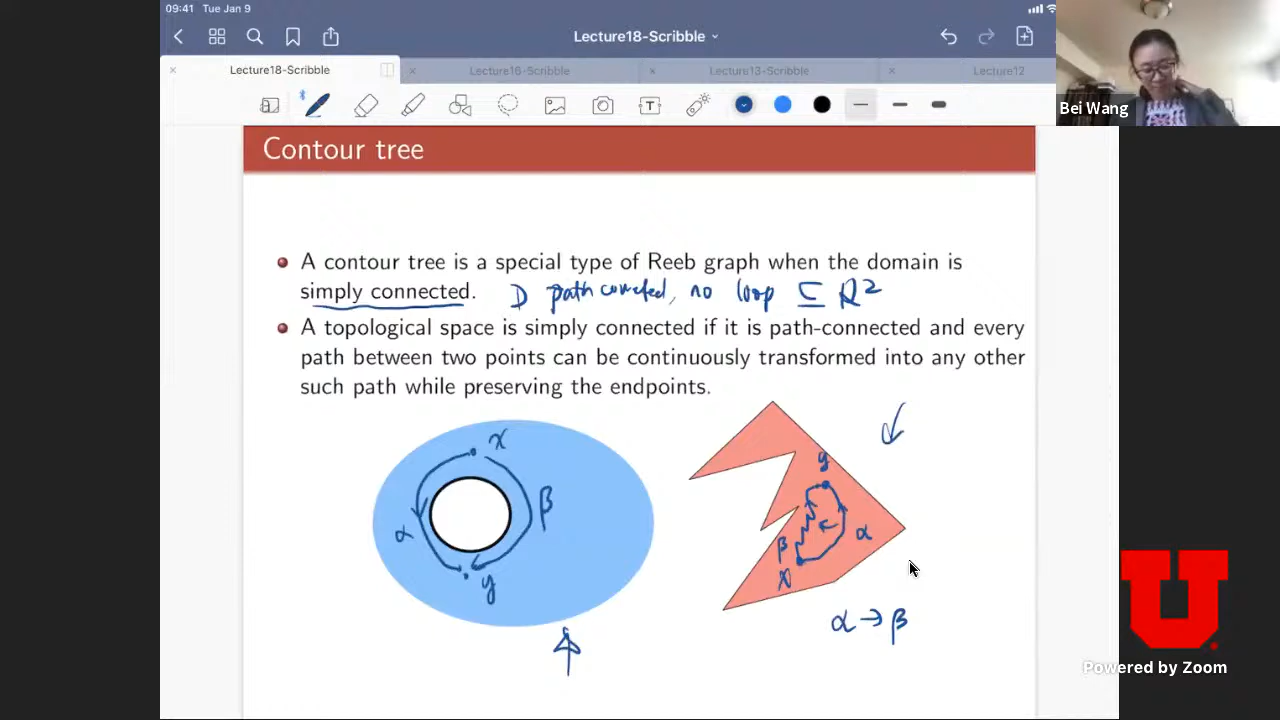 09:41 Tue Jan 9
Lecture18-Scribble
Lecture18-Scribble
Lecture16-Scribble
Lecture13-Scribble
Lecture12
T
Bei Wang
Contour tree
A contour tree is a special type of Reeb graph when the domain is
simply connected. D path connected, no loop ⊆ R²
A topological space is simply connected if it is path-connected and every
path between two points can be continuously transformed into any other
such path while preserving the endpoints.
x
α
β
y
y
β
α
x
α → β
U
Powered by Zoom